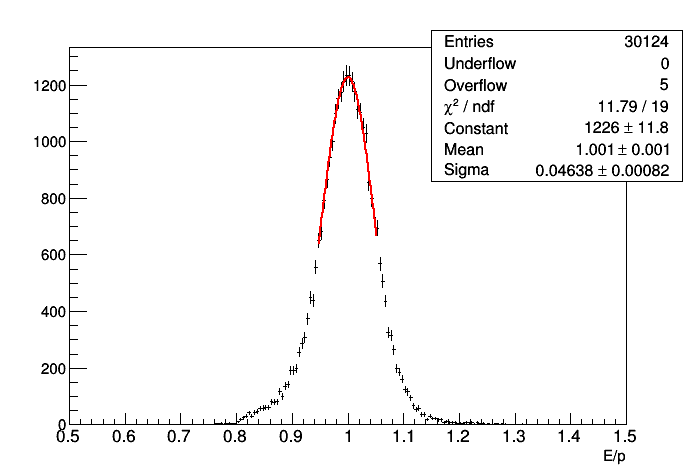 Entries 30124
Underflow 0
Overflow 5
χ² / ndf 11.79 / 19
Constant 1226 ± 11.8
Mean 1.001 ± 0.001
Sigma 0.04638 ± 0.00082
1200
1000
800
600
400
200
0
0.5 0.6 0.7 0.8 0.9 1 1.1 1.2 1.3 1.4 1.5
E/p